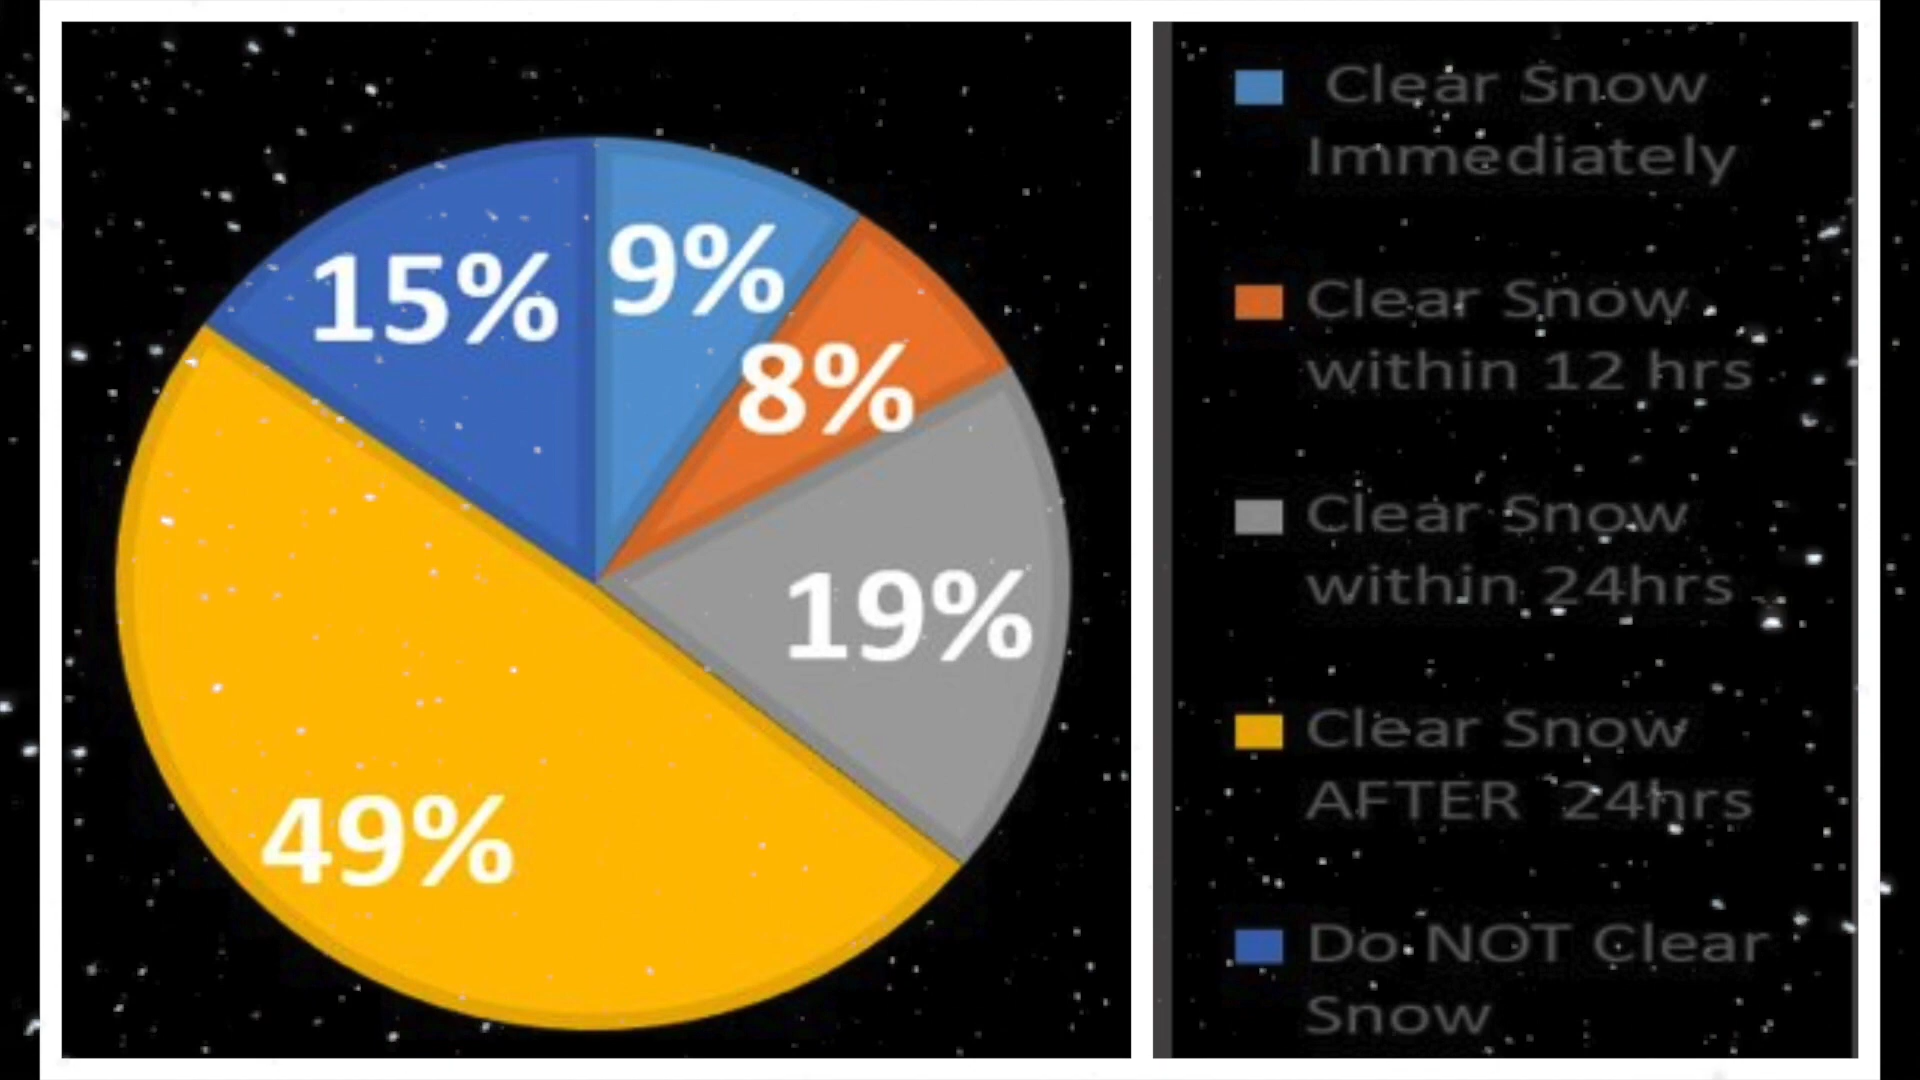 15%
9%
8%
19%
49%
Clear Snow
Immediately
Clear Snow
within 12 hrs
Clear Snow
within 24hrs
Clear Snow
AFTER 24hrs
Do NOT Clear
Snow